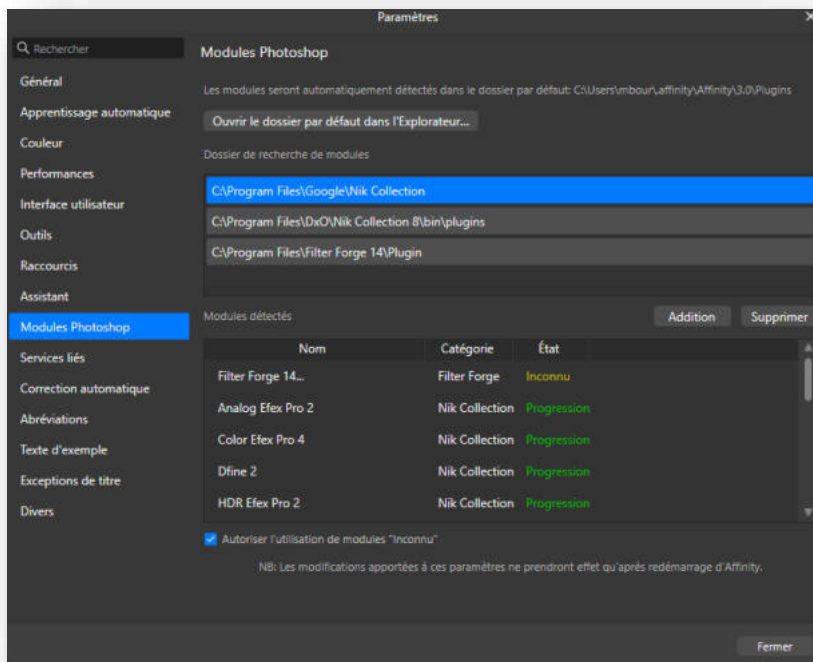 Paramètres
Rechercher
Général
Apprentissage automatique
Couleur
Performances
Interface utilisateur
Outils
Raccourcis
Assistant
Modules Photoshop
Services liés
Correction automatique
Abréviations
Texte d'exemple
Exceptions de titre
Divers
Modules Photoshop
Les modules seront automatiquement détectés dans le dossier par défaut: C:\Users\mbour\.affinity\Affinity\3.0\Plugins
Ouvrir le dossier par défaut dans l'Explorateur...
Dossier de recherche de modules
C:\Program Files\Google\Nik Collection
C:\Program Files\DxO\Nik Collection 8\bin\plugins
C:\Program Files\Filter Forge 14\Plugin
Modules détectés
Addition Supprimer
Nom Catégorie État
Filter Forge 14... Filter Forge Inconnu
Analog Efex Pro 2 Nik Collection Progression
Color Efex Pro 4 Nik Collection Progression
Dfine 2 Nik Collection Progression
HDR Efex Pro 2 Nik Collection Progression
Autoriser l'utilisation de modules "Inconnu"
NB: Les modifications apportées à ces paramètres ne prendront effet qu'après redémarrage d'Affinity.
Fermer